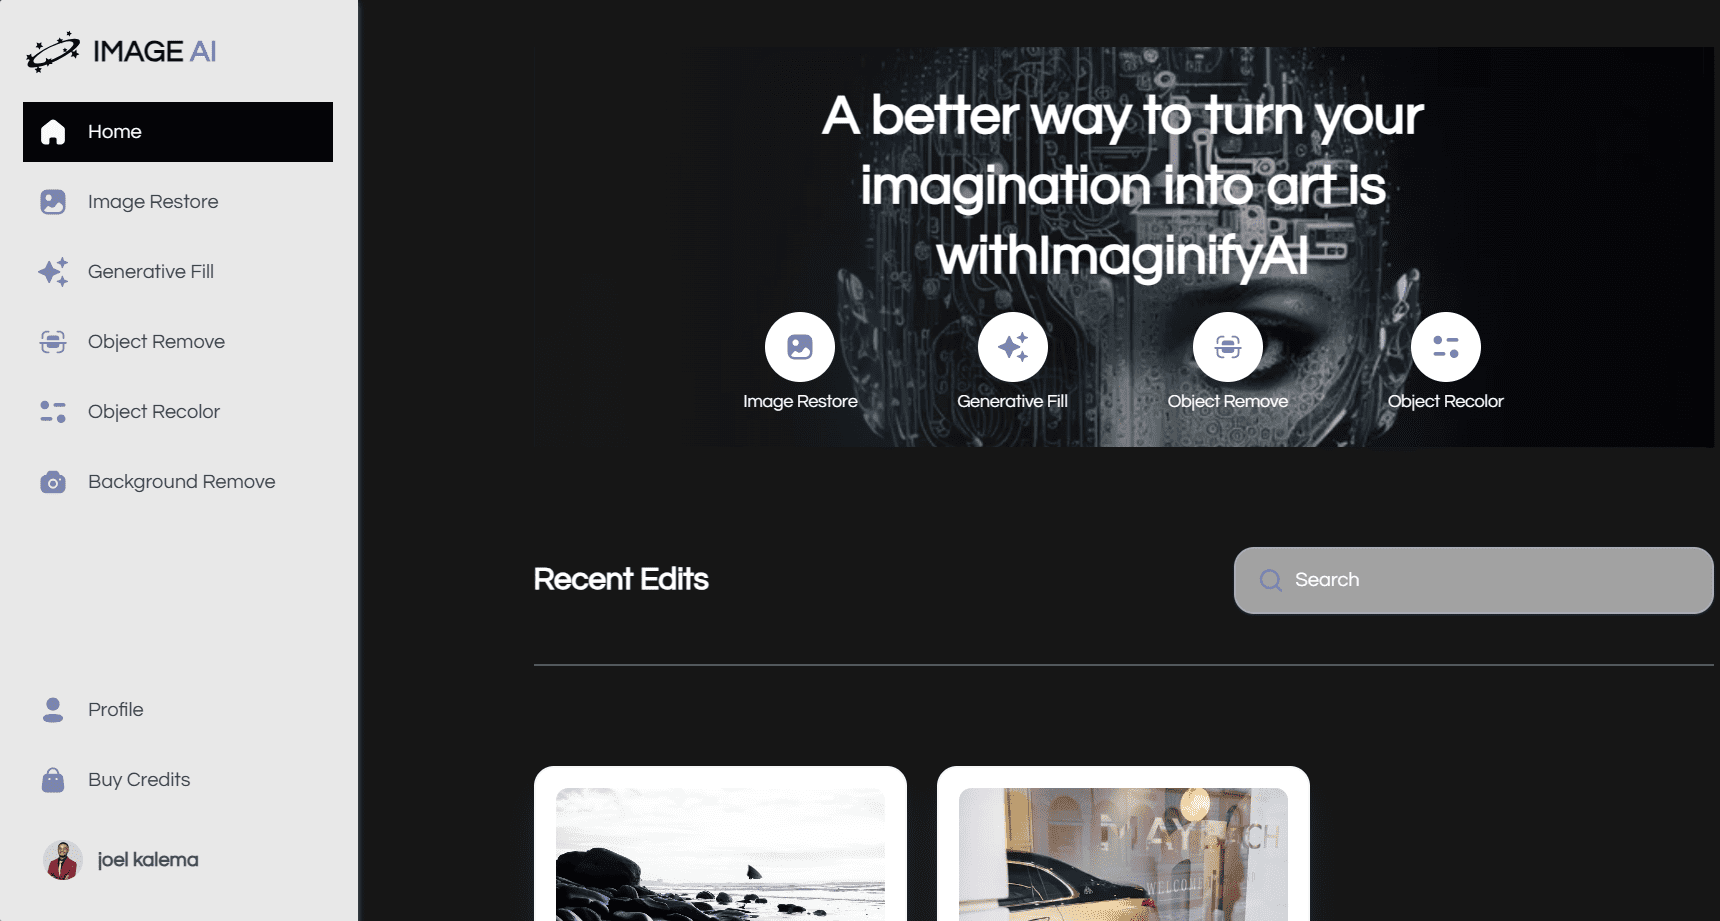 IMAGE AI
Home
Image Restore
Generative Fill
Object Remove
Object Recolor
Background Remove
Profile
Buy Credits
joel kalema
A better way to turn your
imagination into art is
withImaginifyAI
Image Restore
Generative Fill
Object Remove
Object Recolor
Recent Edits
Search
WELCOME